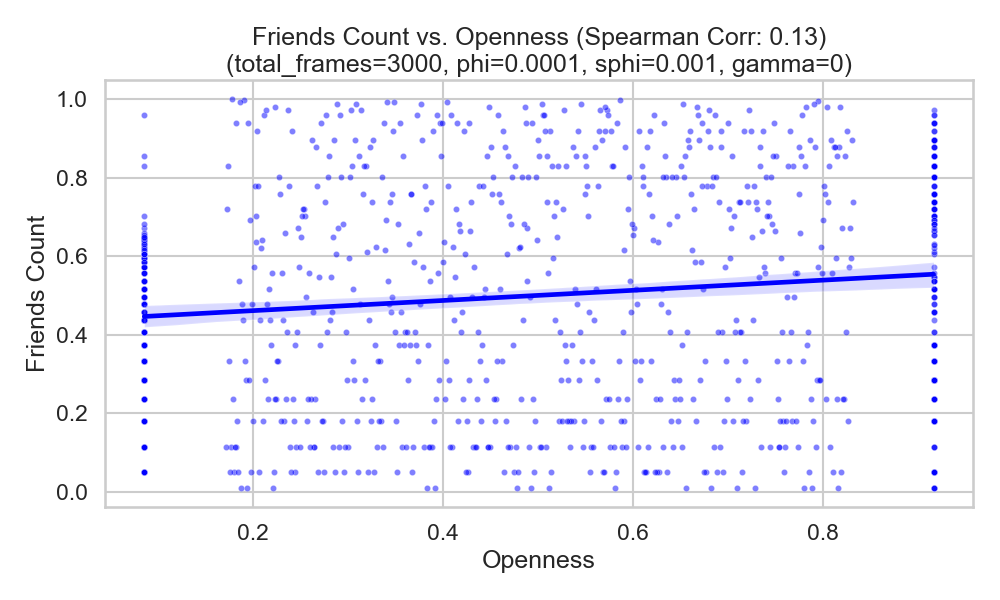 Friends Count vs. Openness (Spearman Corr: 0.13)
(total_frames=3000, phi=0.0001, sphi=0.001, gamma=0)
1.0
0.8
0.6
0.4
0.2
0.0
Friends Count
0.2 0.4 0.6 0.8
Openness